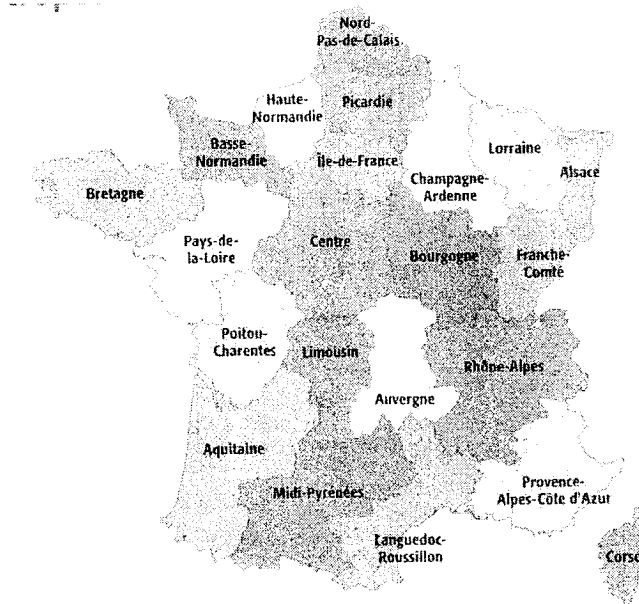 Nord-
Pas-de-Calais
Haute-
Normandie
Picardie
Basse-
Normandie
Île-de-France
Lorraine
Alsace
Champagne-
Ardenne
Bretagne
Pays-de-
la-Loire
Centre
Bourgogne
Franche-
Comté
Poitou-
Charentes
Limousin
Rhône-Alpes
Auvergne
Aquitaine
Midi-Pyrénées
Provence-
Alpes-Côte d'Azur
Languedoc-
Roussillon
Corse